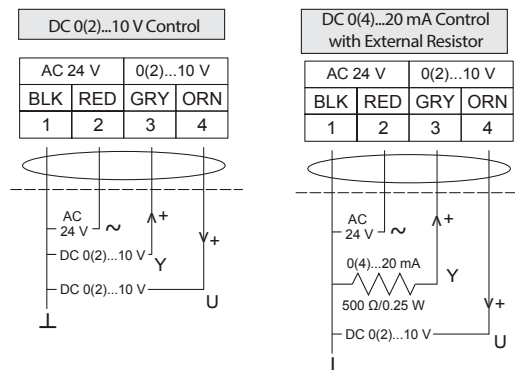 DC 0(2)...10 V Control
AC 24 V 0(2)...10 V
BLK RED GRY ORN
1 2 3 4
AC
24 V ~ +
+
DC 0(2)...10 V Y
DC 0(2)...10 V
U
DC 0(4)...20 mA Control
with External Resistor
AC 24 V 0(2)...10 V
BLK RED GRY ORN
1 2 3 4
AC
24 V ~ +
0(4)...20 mA
Y
500 Ω/0.25 W
+
DC 0(2)...10 V
U